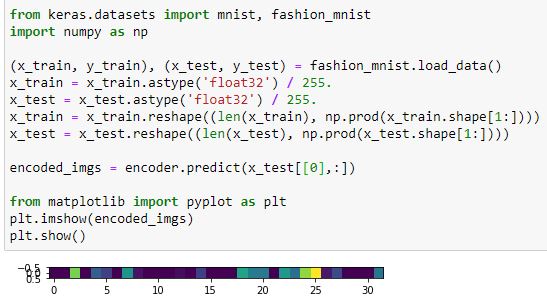 from keras.datasets import mnist, fashion_mnist
import numpy as np
(x_train, y_train), (x_test, y_test) = fashion_mnist.load_data()
x_train = x_train.astype('float32') / 255.
x_test = x_test.astype('float32') / 255.
x_train = x_train.reshape((len(x_train), np.prod(x_train.shape[1:])))
x_test = x_test.reshape((len(x_test), np.prod(x_test.shape[1:])))
encoded_imgs = encoder.predict(x_test[[0],:])
from matplotlib import pyplot as plt
plt.imshow(encoded_imgs)
plt.show()
−0.5
0.0
0.5
0 5 10 15 20 25 30